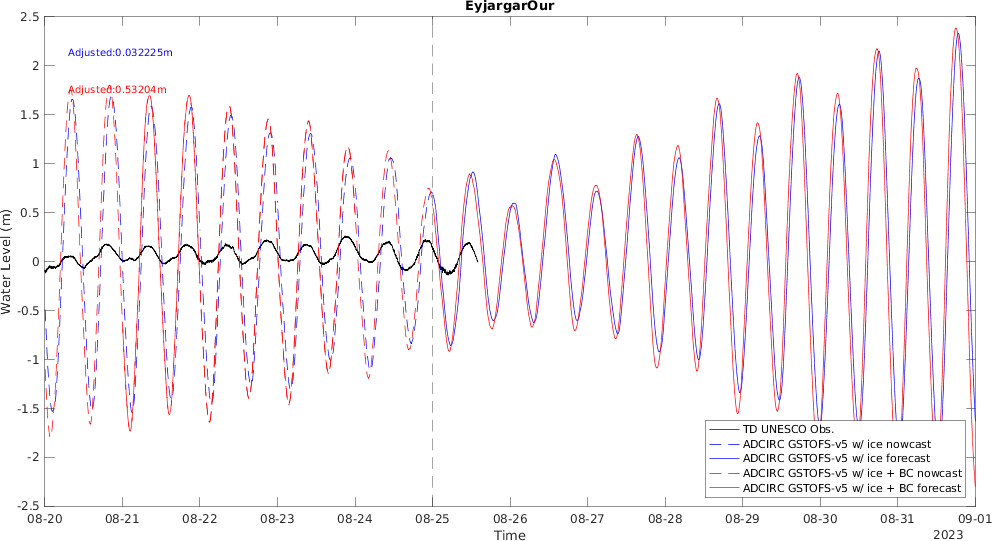 EyjargarOur
Adjusted:0.032225m
Adjusted:0.53204m
Water Level (m)
2.5
2
1.5
1
0.5
0
-0.5
-1
-1.5
-2
-2.5
TD UNESCO Obs.
ADCIRC GSTOFS-v5 w/ ice nowcast
ADCIRC GSTOFS-v5 w/ ice forecast
ADCIRC GSTOFS-v5 w/ ice + BC nowcast
ADCIRC GSTOFS-v5 w/ ice + BC forecast
08-20 08-21 08-22 08-23 08-24 08-25 08-26 08-27 08-28 08-29 08-30 08-31 09-01
Time
2023